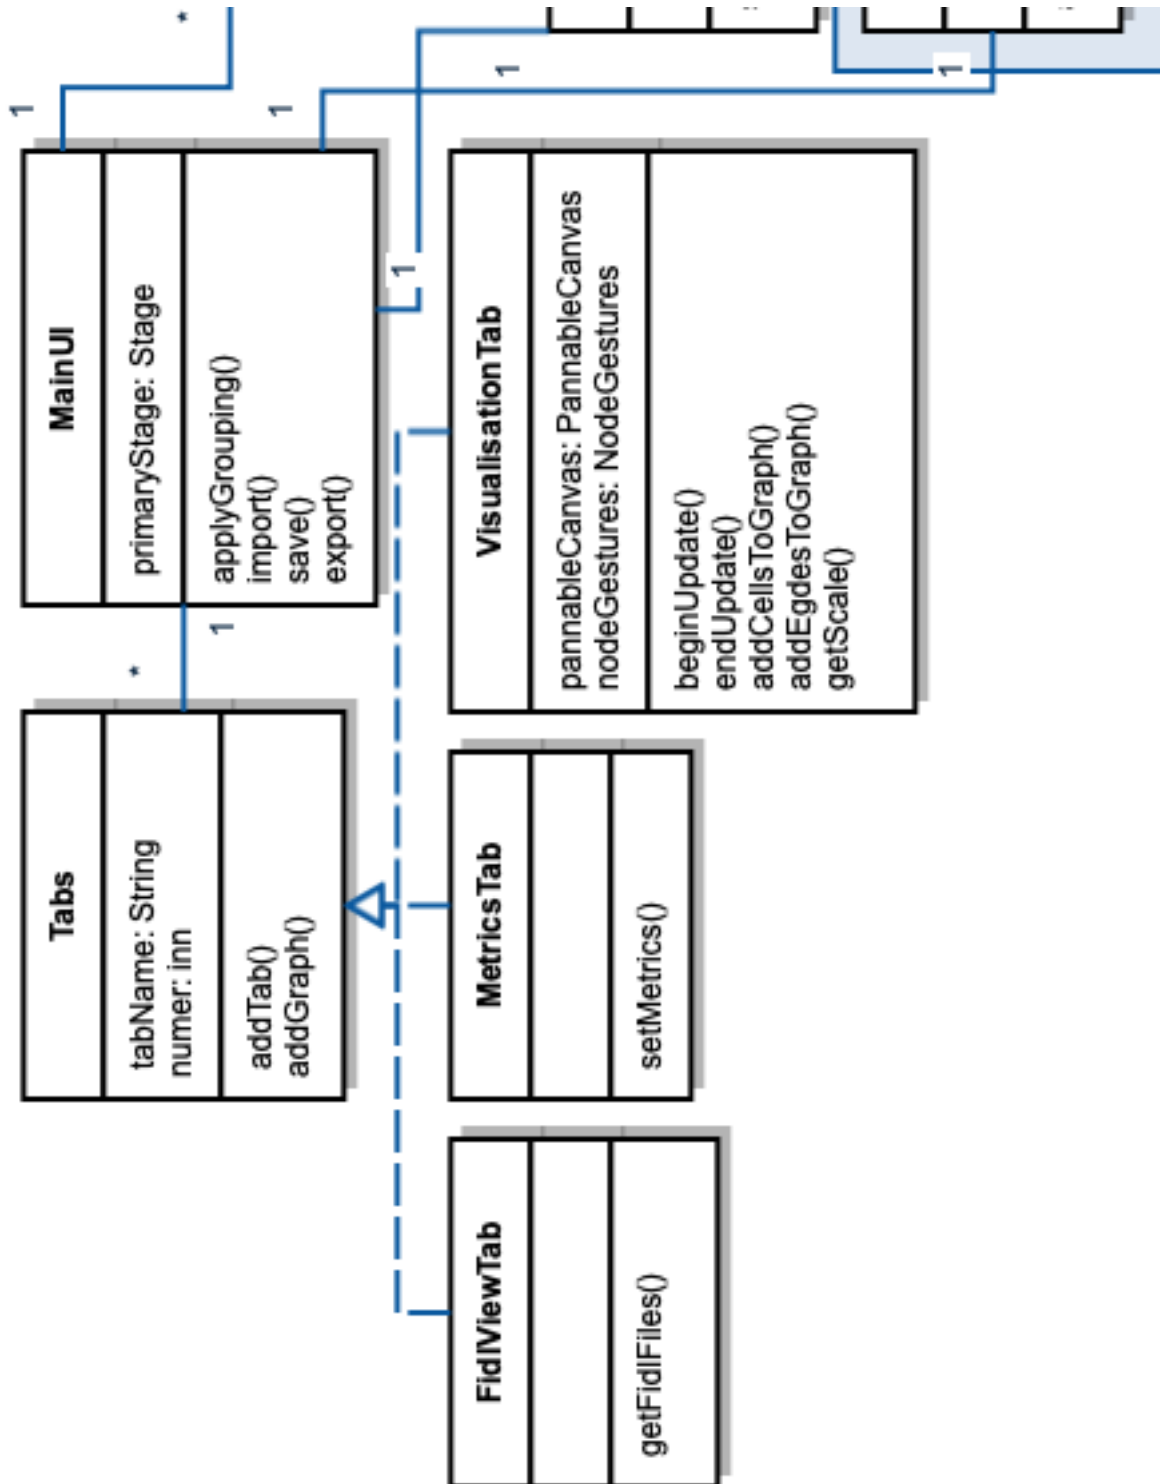 MainUI
primaryStage: Stage
applyGrouping()
import()
save()
export()
Tabs
tabName: String
numer: inn
addTab()
addGraph()
VisualisationTab
pannableCanvas: PannableCanvas
nodeGestures: NodeGestures
beginUpdate()
endUpdate()
addCellsToGraph()
addEgdesToGraph()
getScale()
MetricsTab
setMetrics()
FidlViewTab
getFidlFiles()
*
1
1
1
1
1
*
1